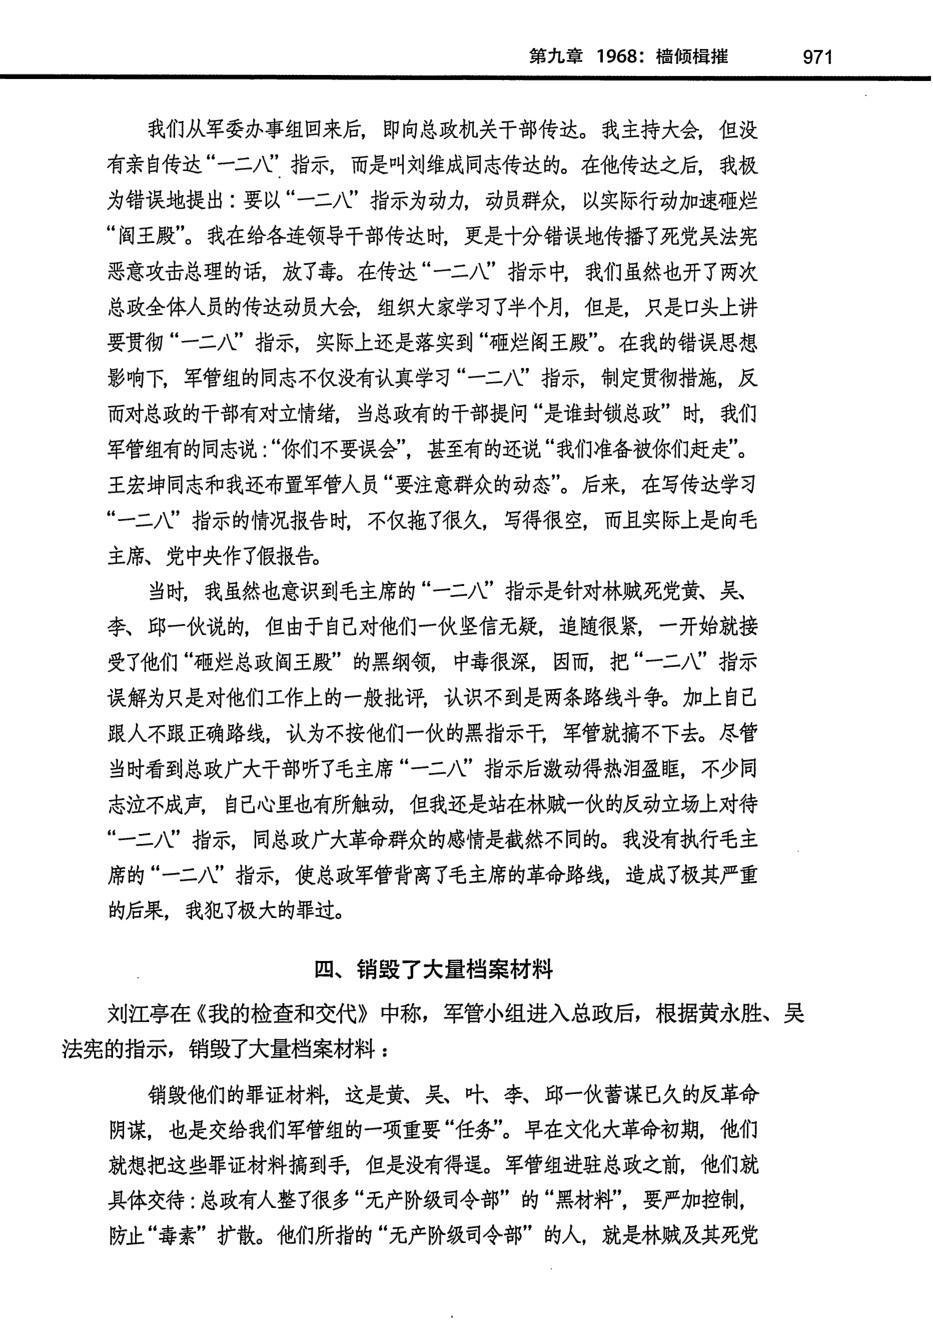 第九章 1968：樯倾楫摧 971
我们从军委办事组回来后，即向总政机关干部传达。我主持大会，但没
有亲自传达“一二八”指示，而是叫刘维成同志传达的。在他传达之后，我极
为错误地提出：要以“一二八”指示为动力，动员群众，以实际行动加速砸烂
“阎王殿”。我在给各连领导干部传达时，更是十分错误地传播了死党吴法宪
恶意攻击总理的话，放了毒。在传达“一二八”指示中，我们虽然也开了两次
总政全体人员的传达动员大会，组织大家学习了半个月，但是，只是口头上讲
要贯彻“一二八”指示，实际上还是落实到“砸烂阎王殿”。在我的错误思想
影响下，军管组的同志不仅没有认真学习“一二八”指示，制定贯彻措施，反
而对总政的干部有对立情绪，当总政有的干部提问“是谁封锁总政”时，我们
军管组有的同志说：“你们不要误会”，甚至有的还说“我们准备被你们赶走”。
王宏坤同志和我还布置军管人员“要注意群众的动态”。后来，在写传达学习
“一二八”指示的情况报告时，不仅拖了很久，写得很空，而且实际上是向毛
主席、党中央作了假报告。
当时，我虽然也意识到毛主席的“一二八”指示是针对林贼死党黄、吴、
李、邱一伙说的，但由于自己对他们一伙坚信无疑，追随很紧，一开始就接
受了他们“砸烂总政阎王殿”的黑纲领，中毒很深，因而，把“一二八”指示
误解为只是对他们工作上的一般批评，认识不到是两条路线斗争。加上自己
跟人不跟正确路线，认为不按他们一伙的黑指示干，军管就搞不下去。尽管
当时看到总政广大干部听了毛主席“一二八”指示后激动得热泪盈眶，不少同
志泣不成声，自己心里也有所触动，但我还是站在林贼一伙的反动立场上对待
“一二八”指示，同总政广大革命群众的感情是截然不同的。我没有执行毛主
席的“一二八”指示，使总政军管背离了毛主席的革命路线，造成了极其严重
的后果，我犯了极大的罪过。
四、销毁了大量档案材料
刘江亭在《我的检查和交代》中称，军管小组进入总政后，根据黄永胜、吴
法宪的指示，销毁了大量档案材料：
销毁他们的罪证材料，这是黄、吴、叶、李、邱一伙蓄谋已久的反革命
阴谋，也是交给我们军管组的一项重要“任务”。早在文化大革命初期，他们
就想把这些罪证材料搞到手，但是没有得逞。军管组进驻总政之前，他们就
具体交待：总政有人整了很多“无产阶级司令部”的“黑材料”，要严加控制，
防止“毒素”扩散。他们所指的“无产阶级司令部”的人，就是林贼及其死党